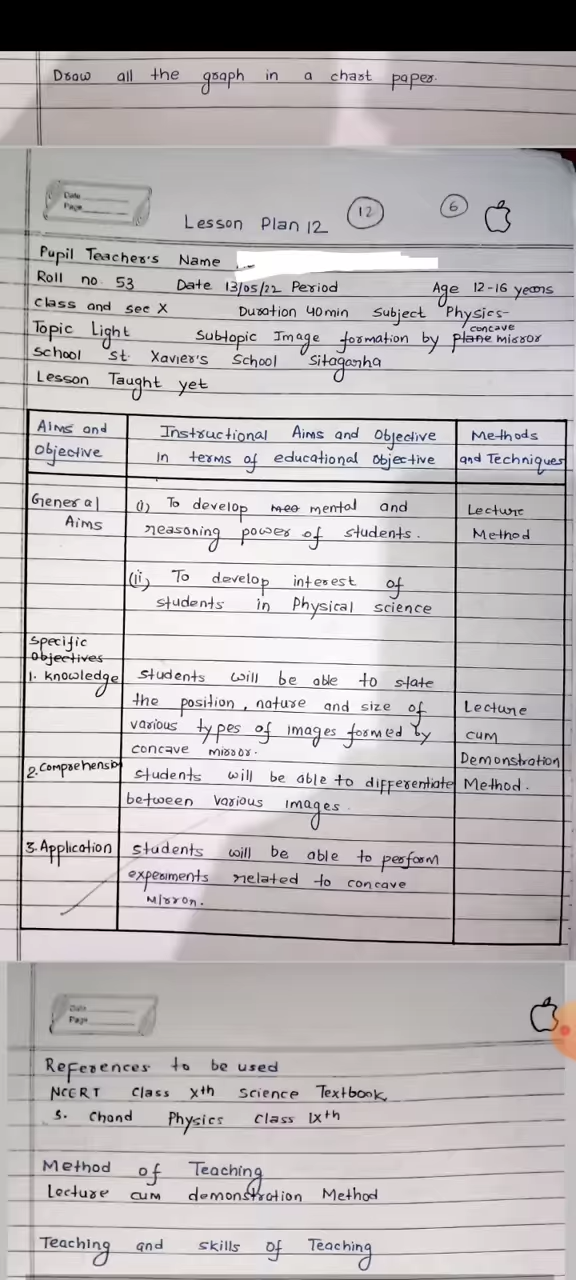 Draw all the graph in a chart paper.
Date
Page
Lesson Plan 12
12
6
Pupil Teacher's Name
Roll no 53 Date 13/05/22 Period Age 12-16 years
Class and sec X Duration 40min Subject Physics-
Topic Light Subtopic Image formation by plane concave mirror
School St. Xavier's School Sitagarha
Lesson Taught yet
Aims and Objective
Instructional Aims and Objective in terms of educational objective
Methods and Techniques
General Aims
(i) To develop meo mental and
reasoning power of students.
Lecture
Method
(ii) To develop interest of
students in Physical science
Specific
Objectives
1. Knowledge
students will be able to state
the position, nature and size of
various types of images formed by
concave mirror.
Lecture
cum
Demonstration
Method.
2. Comprehensio
students will be able to differentiate
between various images.
3. Application
students will be able to perform
experiments related to concave
mirror.
Date
Page
References to be used
NCERT Class Xth Science Textbook
S. Chand Physics Class IXth
Method of Teaching
Lecture cum demonstration Method
Teaching and skills of Teaching